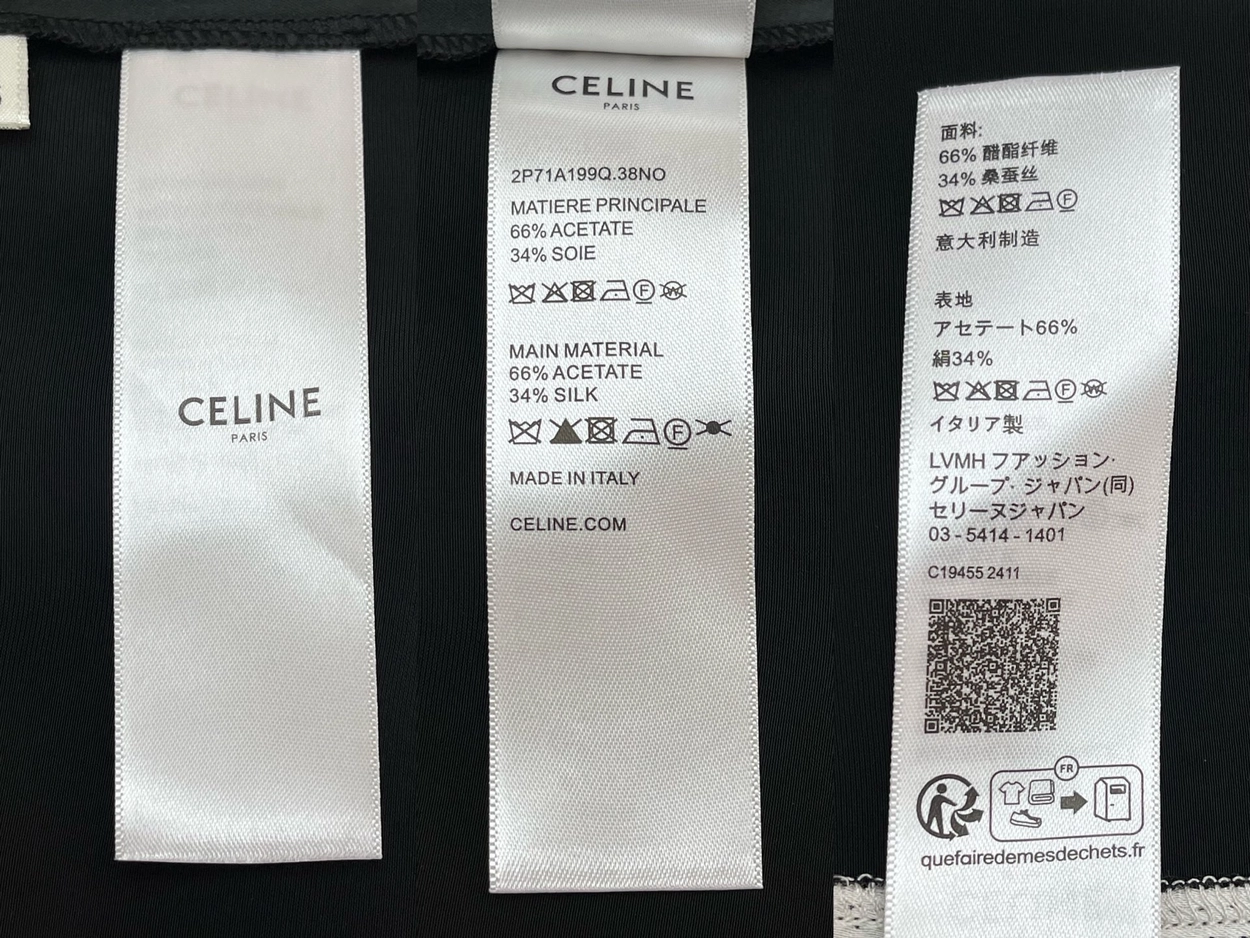 CELINE
PARIS
CELINE
PARIS
2P71A199Q.38NO
MATIERE PRINCIPALE
66% ACETATE
34% SOIE
F W
MAIN MATERIAL
66% ACETATE
34% SILK
F
MADE IN ITALY
CELINE.COM
面料:
66% 醋酯纤维
34% 桑蚕丝
F
意大利制造
表地
アセテート66%
絹34%
F W
イタリア製
LVMH フアッション·
グループ· ジャパン(同)
セリーヌジャパン
03 - 5414 - 1401
C19455 2411
FR
quefairedemesdechets.fr